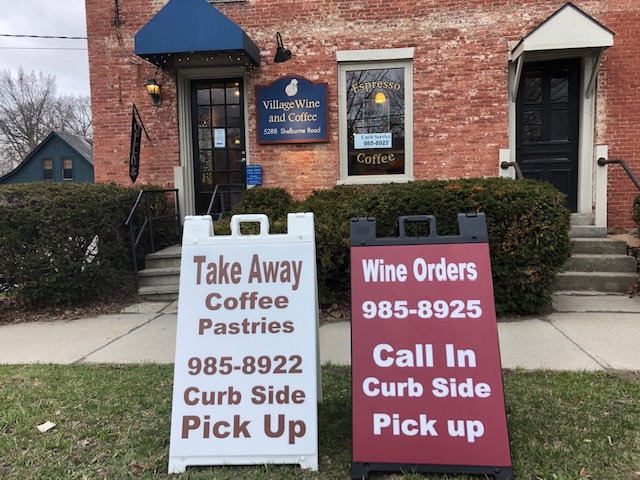 Village Wine
and Coffee
5288 Shelburne Road
Espresso
Curb Service
985-8922
Coffee
Take Away
Coffee
Pastries
985-8922
Curb Side
Pick Up
Wine Orders
985-8925
Call In
Curb Side
Pick up